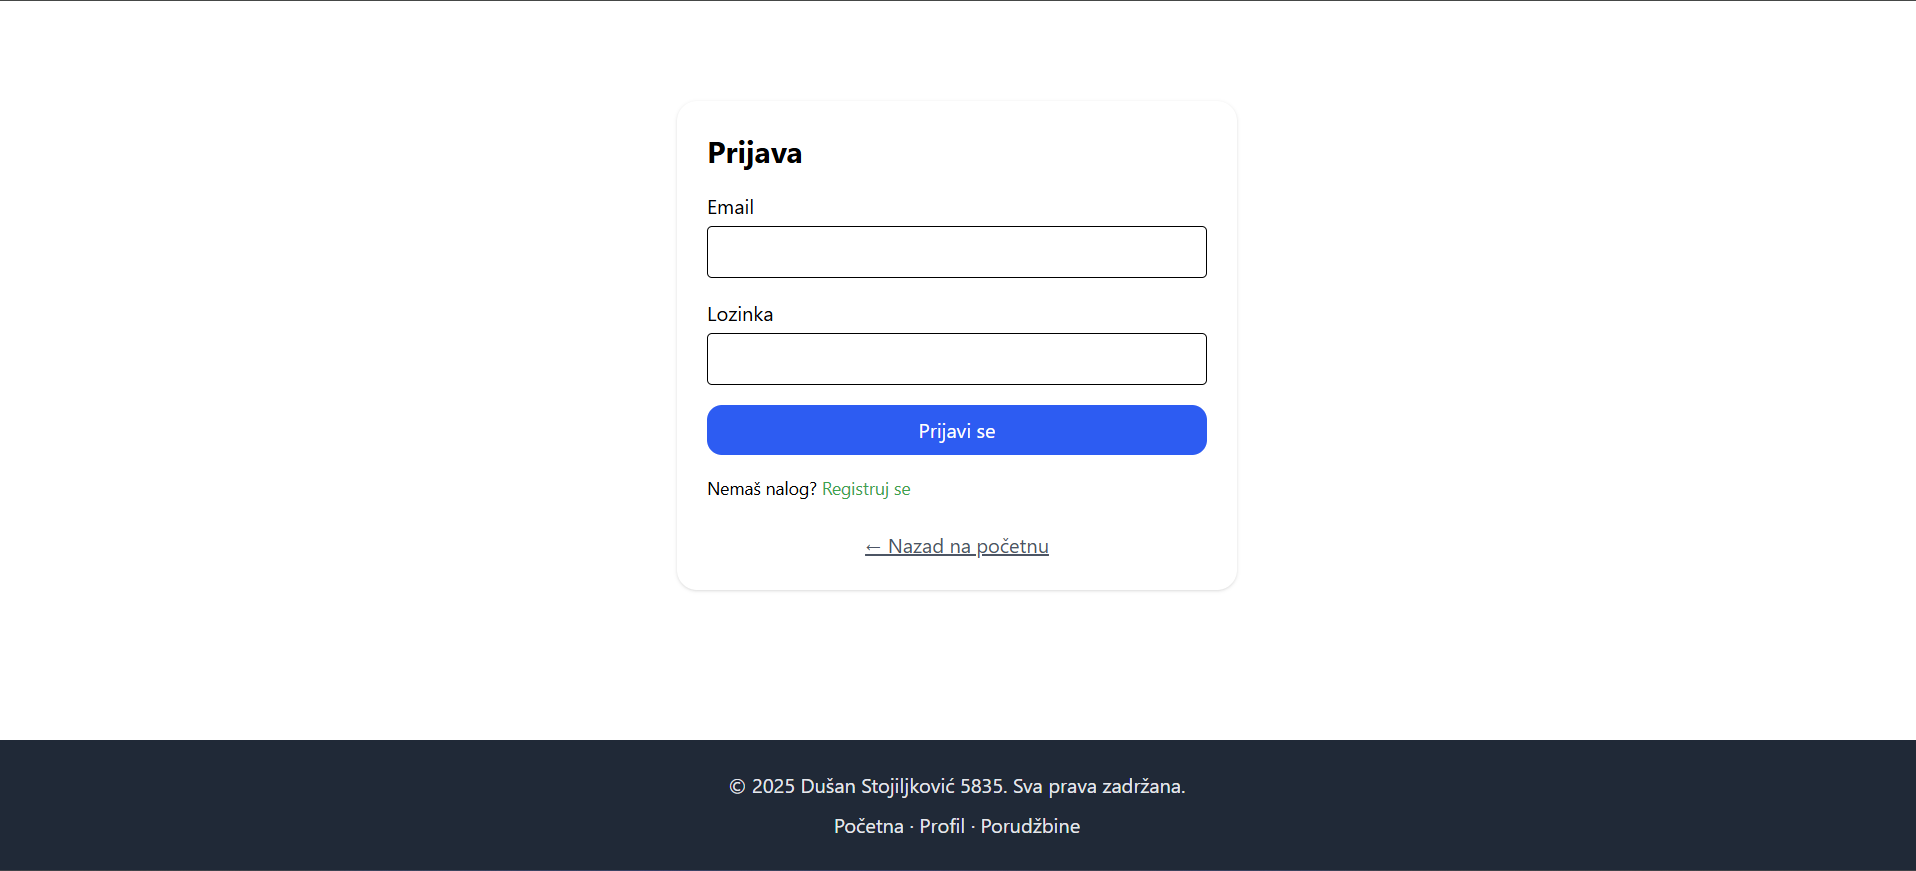 Prijava
Email
Lozinka
Prijavi se
Nemaš nalog? Registruj se
← Nazad na početnu
© 2025 Dušan Stojiljković 5835. Sva prava zadržana.
Početna · Profil · Porudžbine